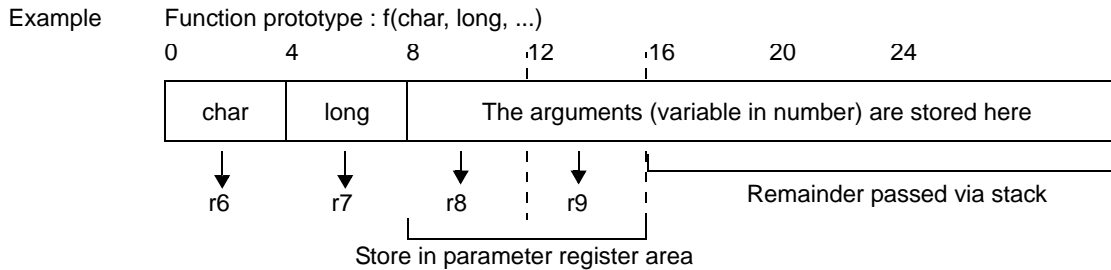 Example Function prototype : f(char, long, ...)
0 4 8 12 16 20 24
char long The arguments (variable in number) are stored here
r6 r7 r8 r9 Remainder passed via stack
Store in parameter register area